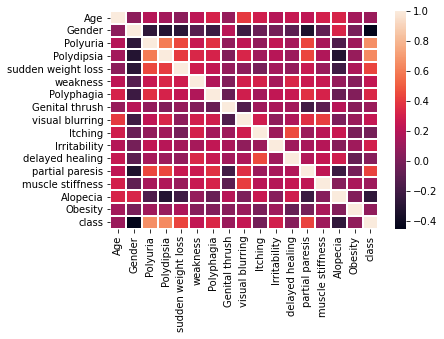 Age
Gender
Polyuria
Polydipsia
sudden weight loss
weakness
Polyphagia
Genital thrush
visual blurring
Itching
Irritability
delayed healing
partial paresis
muscle stiffness
Alopecia
Obesity
class
Age
Gender
Polyuria
Polydipsia
sudden weight loss
weakness
Polyphagia
Genital thrush
visual blurring
Itching
Irritability
delayed healing
partial paresis
muscle stiffness
Alopecia
Obesity
class
1.0
0.8
0.6
0.4
0.2
0.0
−0.2
−0.4